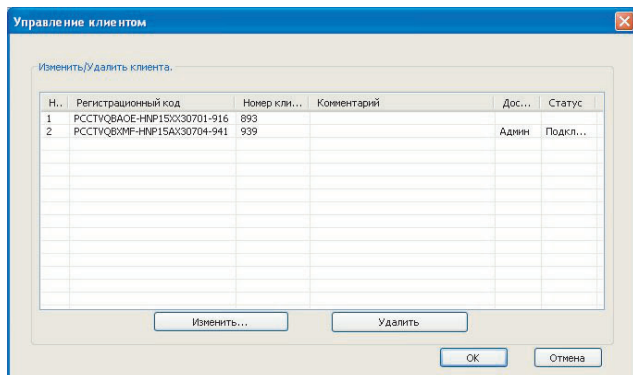 Управление клиентом
Изменить/Удалить клиента.
Н.. Регистрационный код Номер кли... Комментарий Дос... Статус
1 PCCTVQBAOE-HNP15XX30701-916 893
2 PCCTVQBXMF-HNP15AX30704-941 939 Админ Подкл...
Изменить... Удалить
OK Отмена